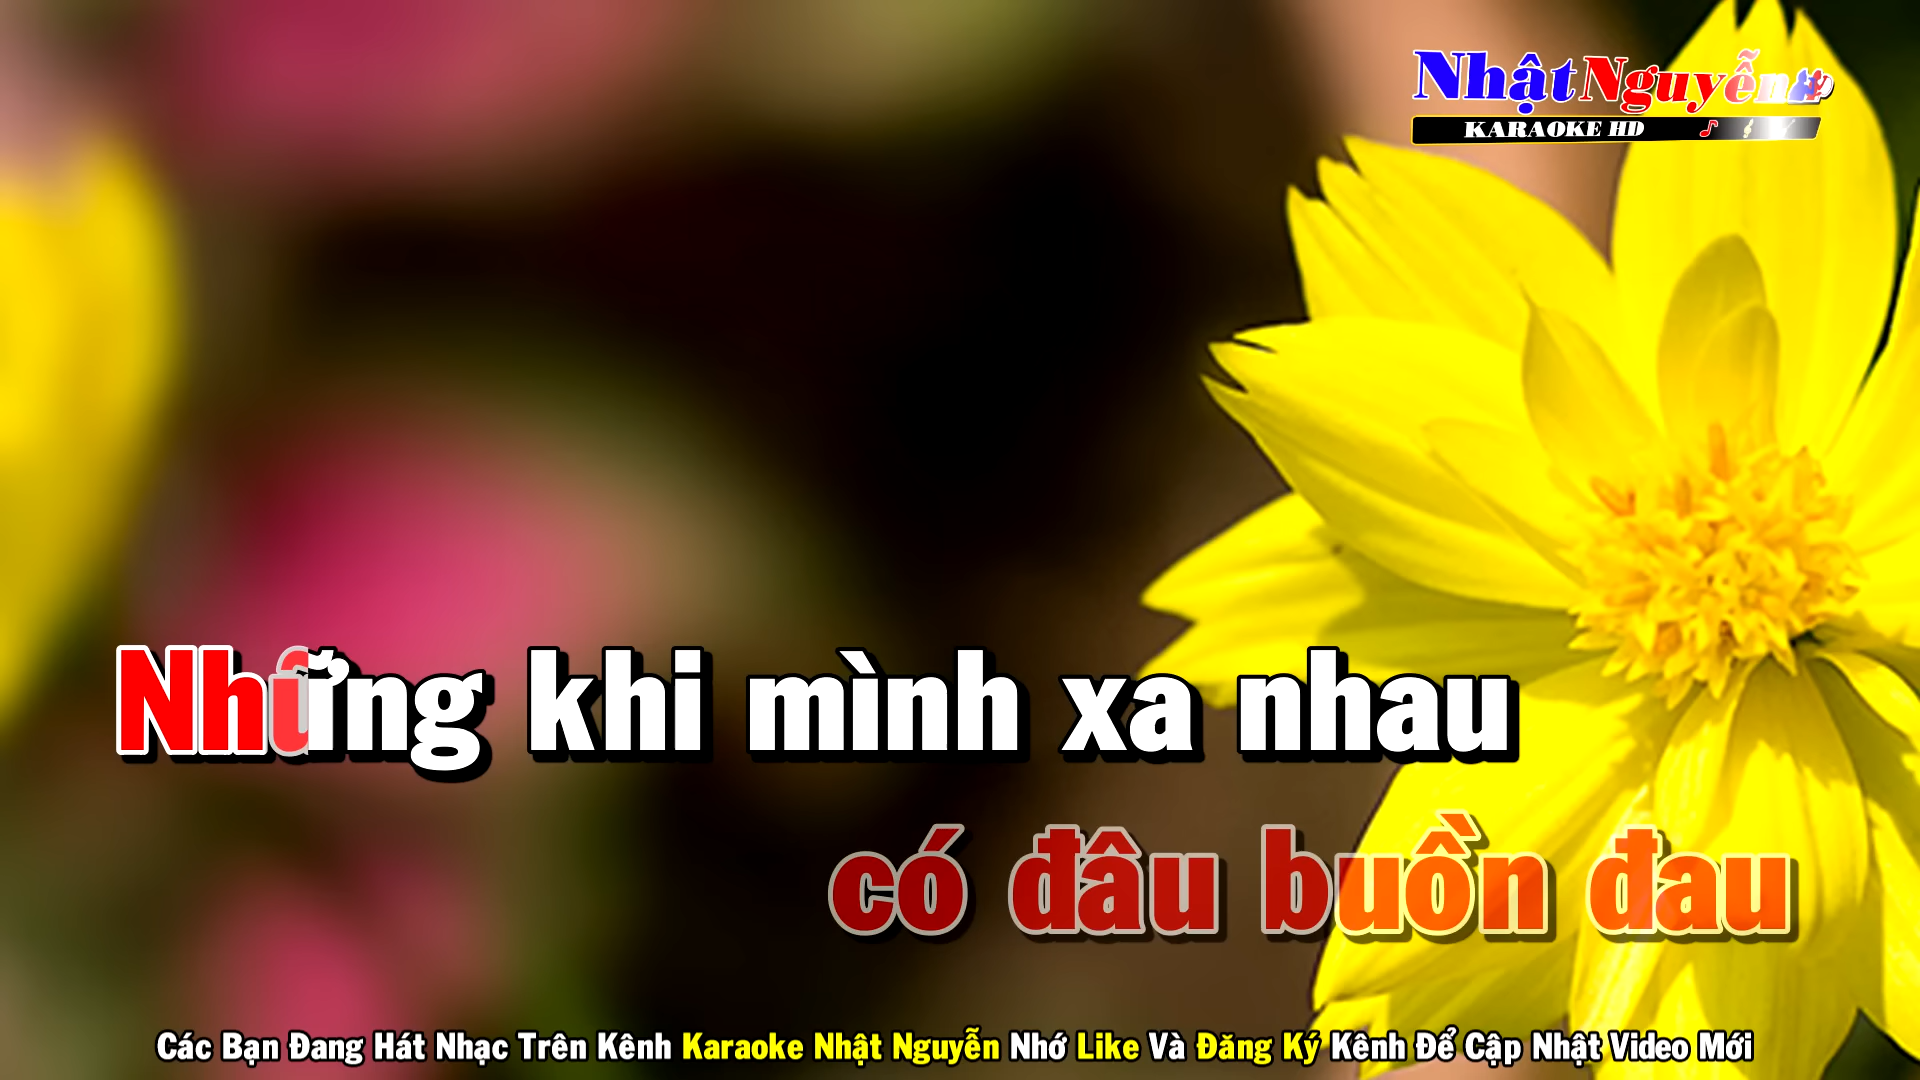 Nhật Nguyễn
KARAOKE HD
Những khi mình xa nhau
có đâu buồn đau
Các Bạn Đang Hát Nhạc Trên Kênh Karaoke Nhật Nguyễn Nhớ Like Và Đăng Ký Kênh Để Cập Nhật Video Mới